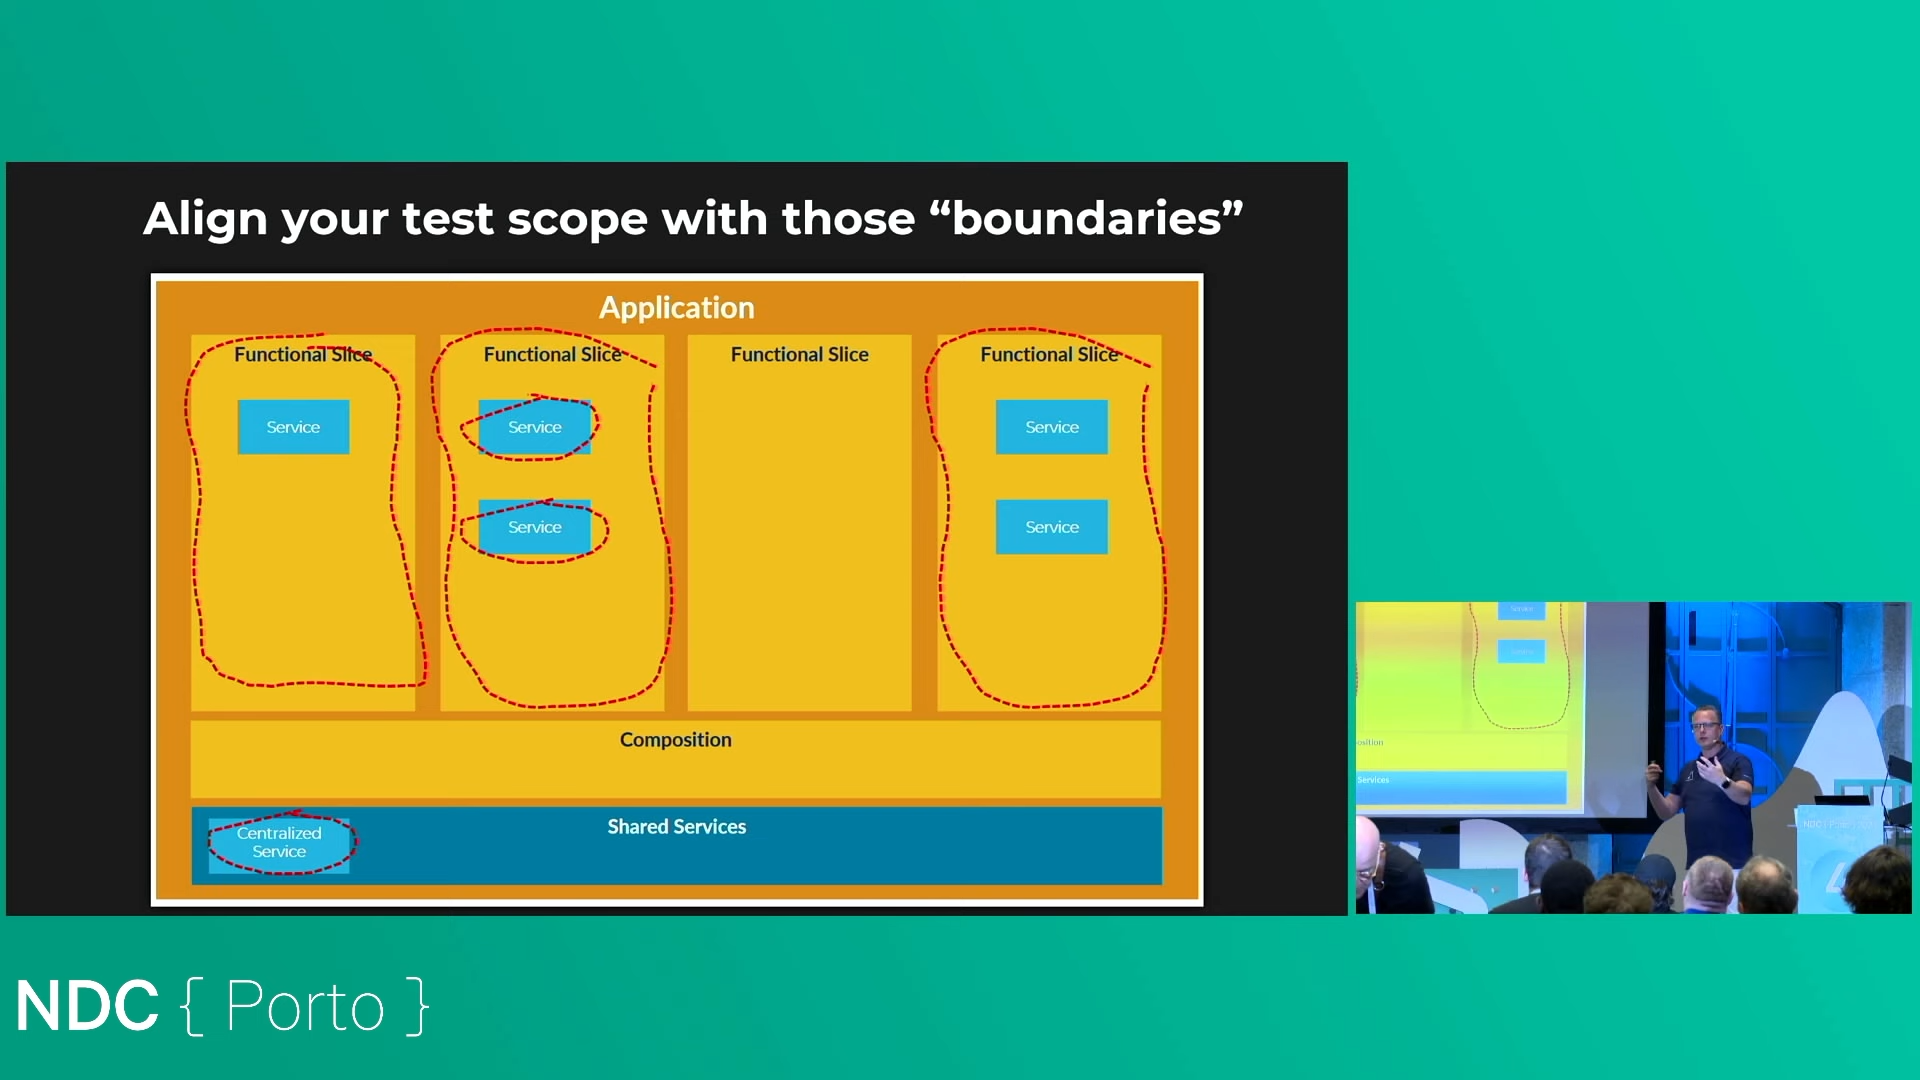 Align your test scope with those “boundaries”
Application
Functional Slice
Functional Slice
Functional Slice
Functional Slice
Service
Service
Service
Service
Service
Composition
Shared Services
Centralized
Service
Services
NDC { Porto }